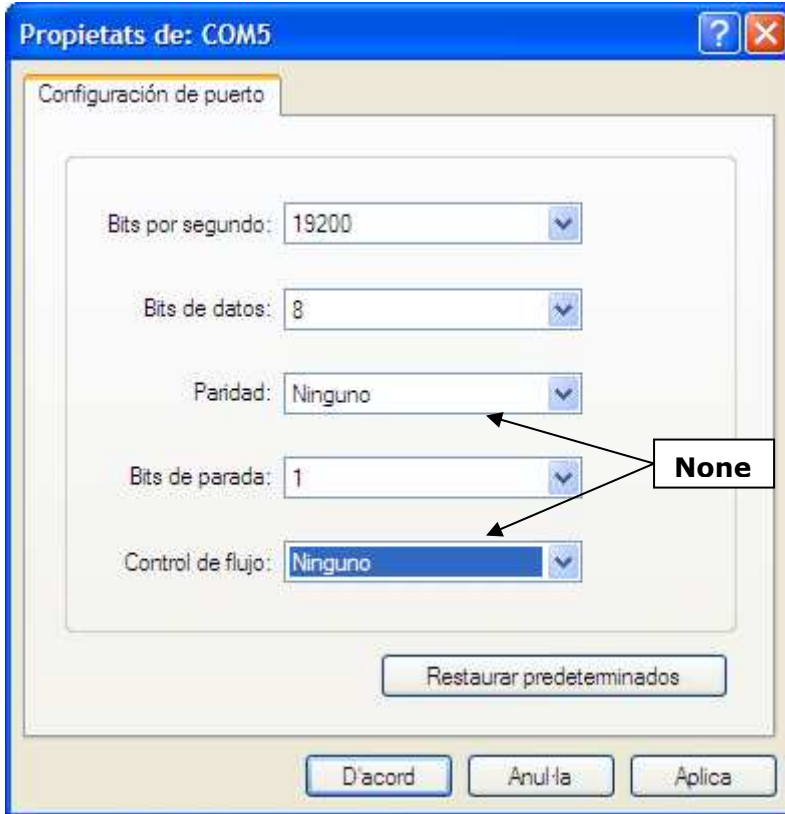 Propietats de: COM5
Configuración de puerto
Bits por segundo: 19200
Bits de datos: 8
Paridad: Ninguno
None
Bits de parada: 1
Control de flujo: Ninguno
Restaurar predeterminados
D'acord Anul·la Aplica